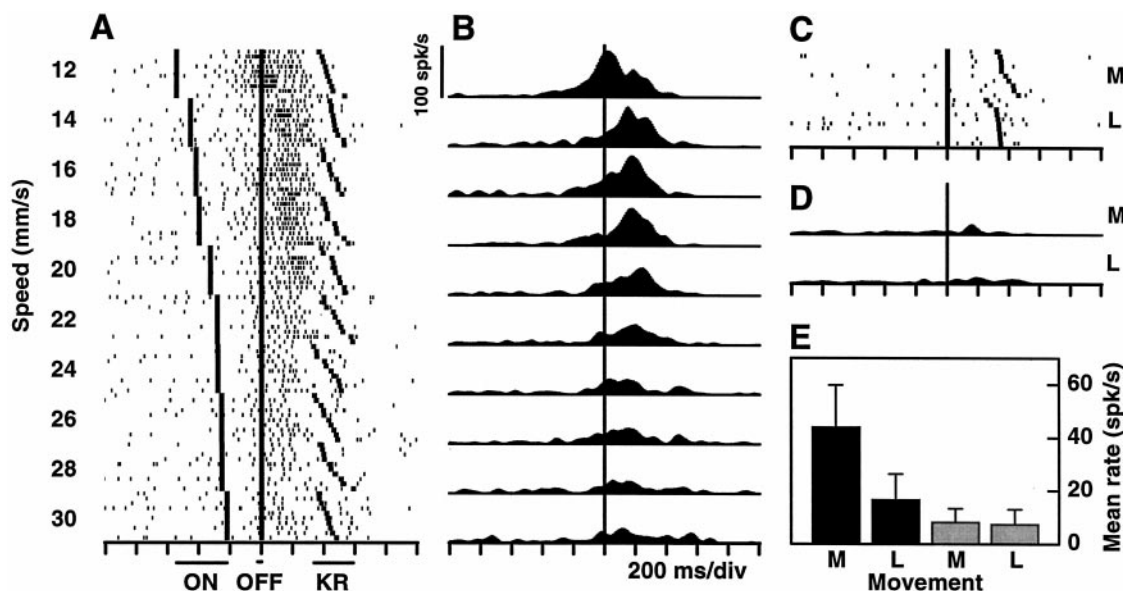 A
Speed (mm/s)
12
14
16
18
20
22
24
26
28
30
ON OFF KR
B
100 spk/s
200 ms/div
C
M
L
D
M
L
E
60
40
20
0
Mean rate (spk/s)
M L M L
Movement